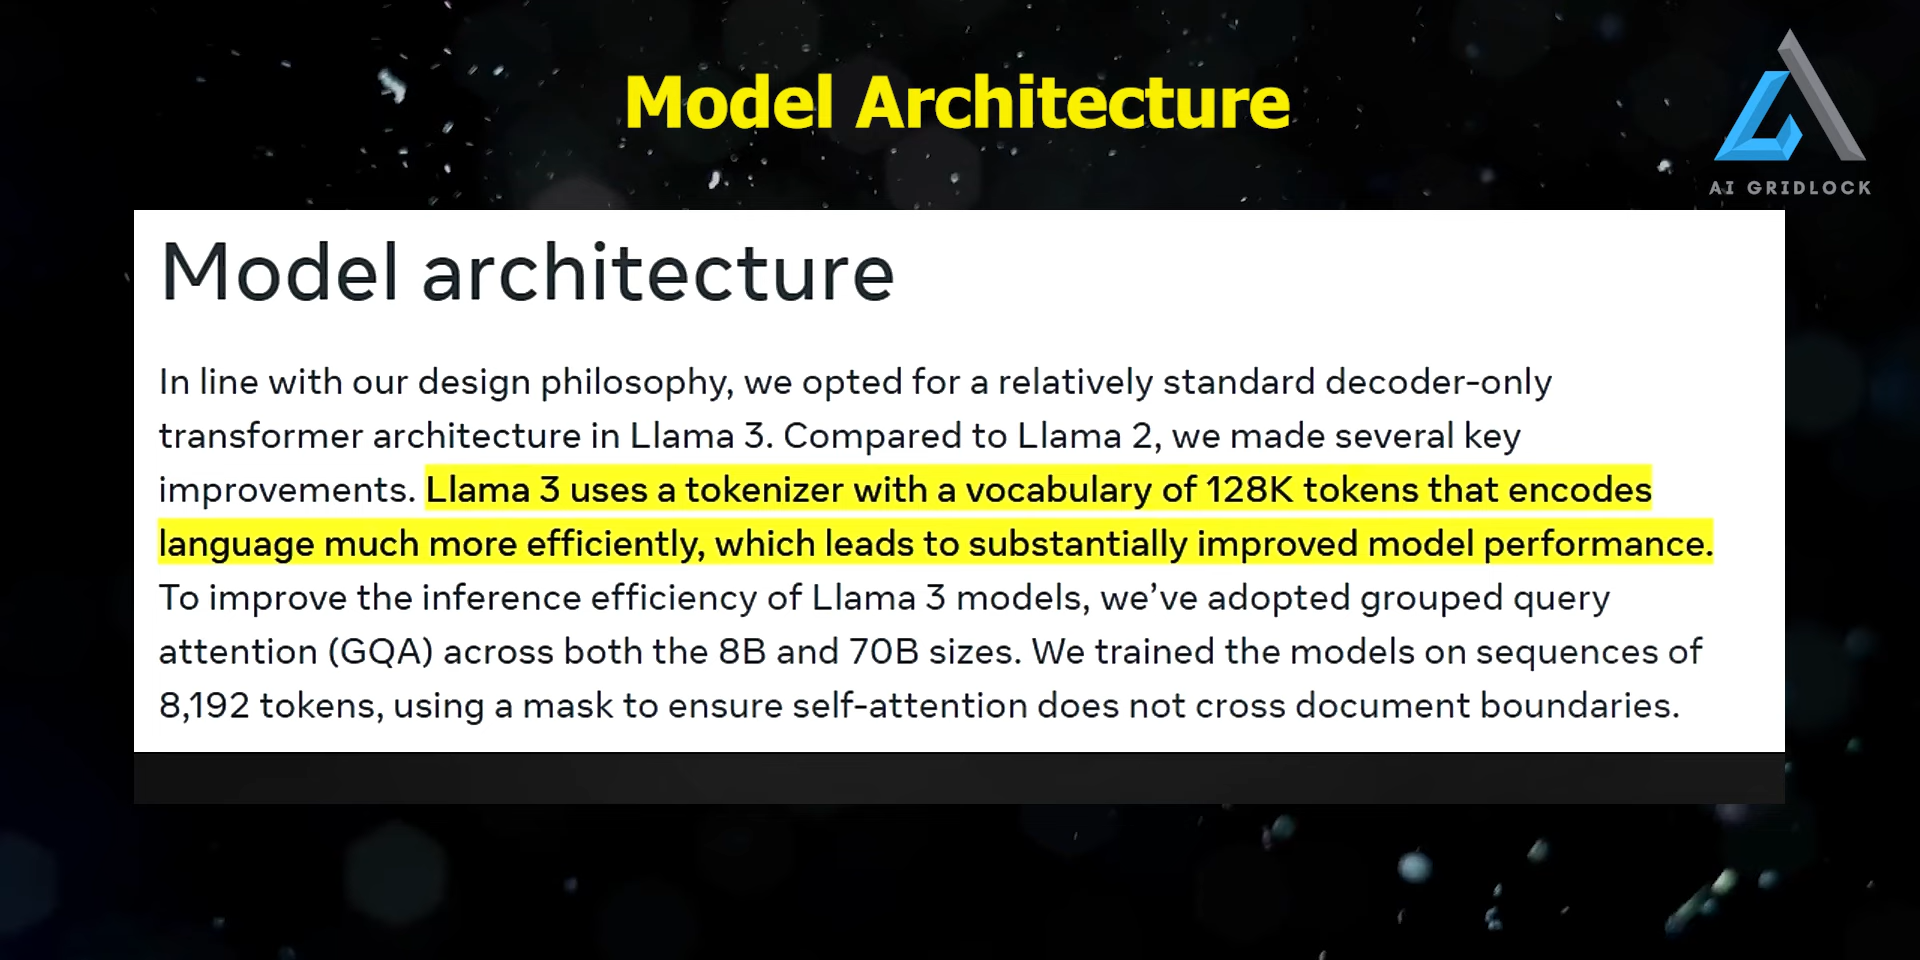 Model Architecture
AI GRIDLOCK
Model architecture
In line with our design philosophy, we opted for a relatively standard decoder-only
transformer architecture in Llama 3. Compared to Llama 2, we made several key
improvements. Llama 3 uses a tokenizer with a vocabulary of 128K tokens that encodes
language much more efficiently, which leads to substantially improved model performance.
To improve the inference efficiency of Llama 3 models, we’ve adopted grouped query
attention (GQA) across both the 8B and 70B sizes. We trained the models on sequences of
8,192 tokens, using a mask to ensure self-attention does not cross document boundaries.